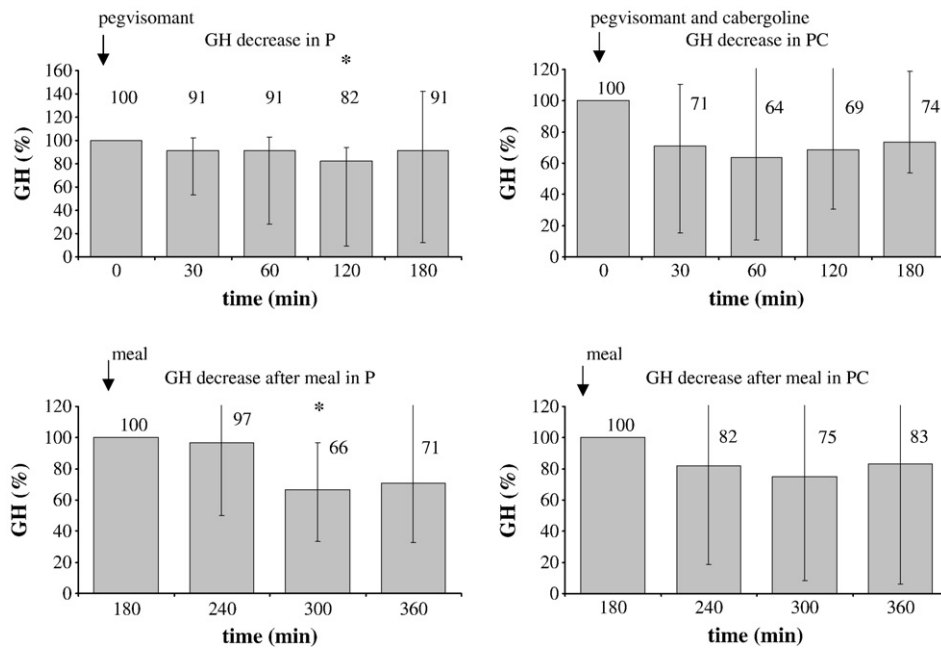 pegvisomant
GH decrease in P
*
160
140
120
100
80
60
40
20
0
GH (%)
100
91
91
82
91
0 30 60 120 180
time (min)
pegvisomant and cabergoline
GH decrease in PC
120
100
80
60
40
20
0
GH (%)
100
71
64
69
74
0 30 60 120 180
time (min)
meal
GH decrease after meal in P
*
120
100
80
60
40
20
0
GH (%)
100
97
66
71
180 240 300 360
time (min)
meal
GH decrease after meal in PC
120
100
80
60
40
20
0
GH (%)
100
82
75
83
180 240 300 360
time (min)